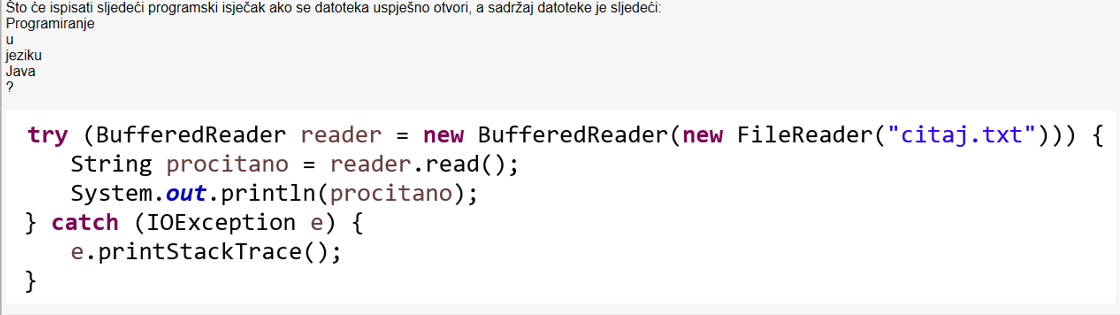 Što će ispisati sljedeći programski isječak ako se datoteka uspješno otvori, a sadržaj datoteke je sljedeći:
Programiranje
u
jeziku
Java
?
try (BufferedReader reader = new BufferedReader(new FileReader("citaj.txt"))) {
    String procitano = reader.read();
    System.out.println(procitano);
} catch (IOException e) {
    e.printStackTrace();
}